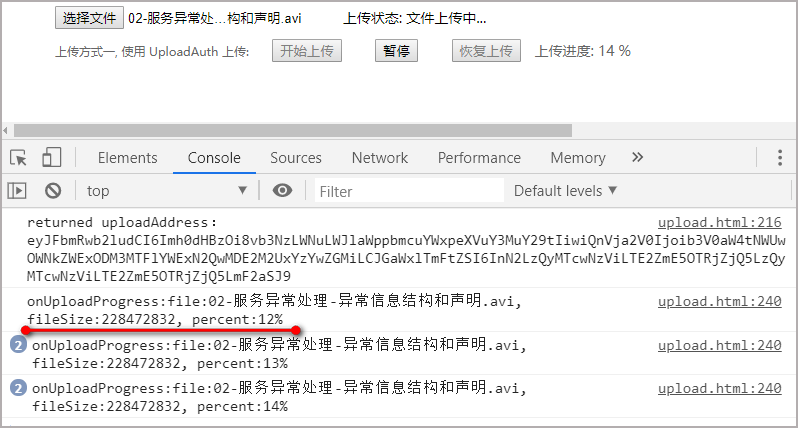 选择文件 02-服务异常处...构和声明.avi 上传状态: 文件上传中...
上传方式一, 使用 UploadAuth 上传: 开始上传 暂停 恢复上传 上传进度: 14 %
Elements Console Sources Network Performance Memory »
top Filter Default levels
returned uploadAddress: upload.html:216
eyJFbmRwb2ludCI6Imh0dHBzOi8vb3NzLWNuLWJlaWppbmcuYWxpeXVuY3MuY29tIiwiQnVja2V0Ijoib3V0aW4tNWUw
OWNkZWExODM3MTFlYWExN2QwMDE2M2UxYzYwZGMiLCJGaWxlTmFtZSI6InN2LzQyMTcwNzViLTE2ZmE5OTRjZjQ5LzQy
MTcwNzViLTE2ZmE5OTRjZjQ5LmF2aSJ9
onUploadProgress:file:02-服务异常处理-异常信息结构和声明.avi, upload.html:240
fileSize:228472832, percent:12%
2 onUploadProgress:file:02-服务异常处理-异常信息结构和声明.avi, upload.html:240
fileSize:228472832, percent:13%
2 onUploadProgress:file:02-服务异常处理-异常信息结构和声明.avi, upload.html:240
fileSize:228472832, percent:14%